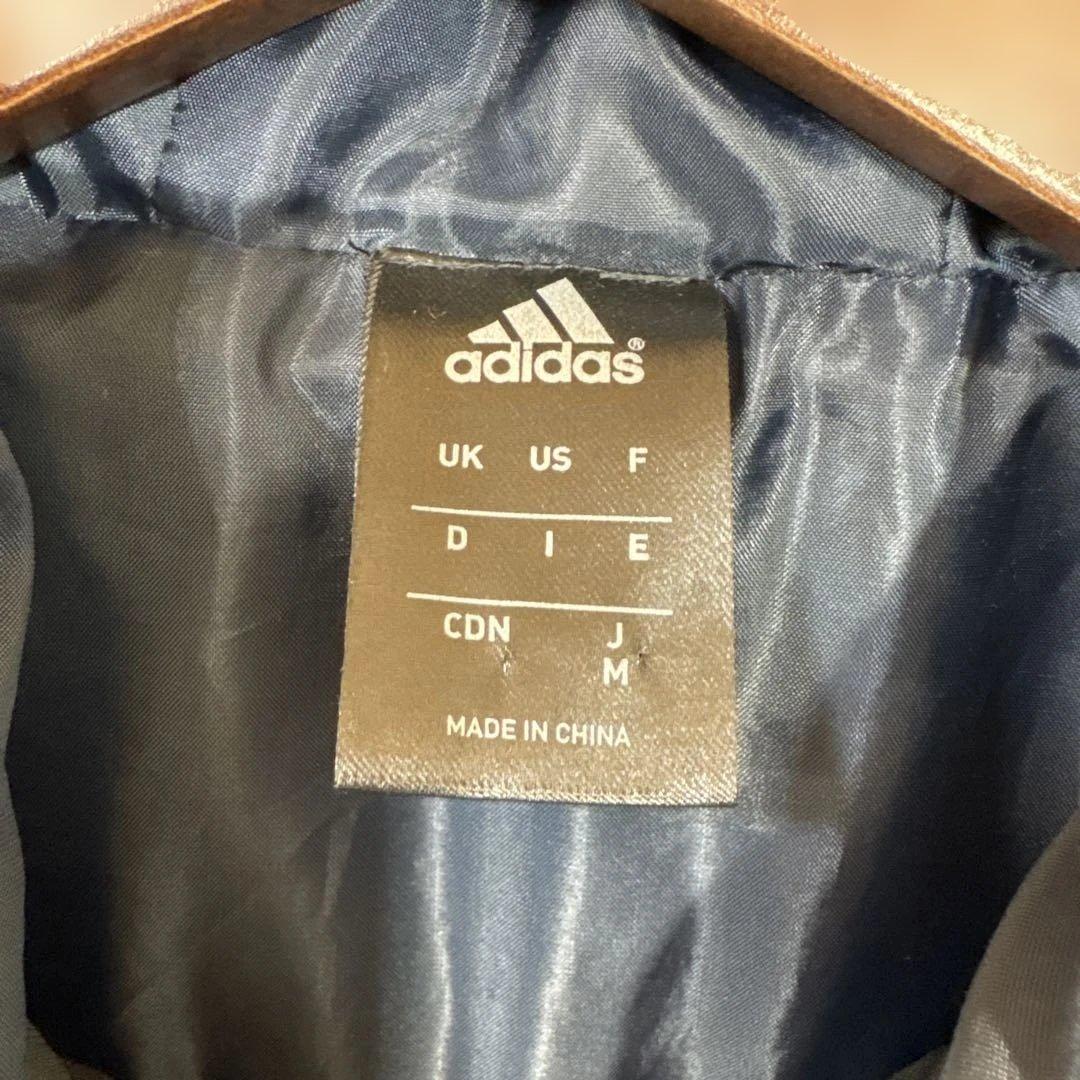 adidas®
UK US F
D I E
CDN J
M
MADE IN CHINA